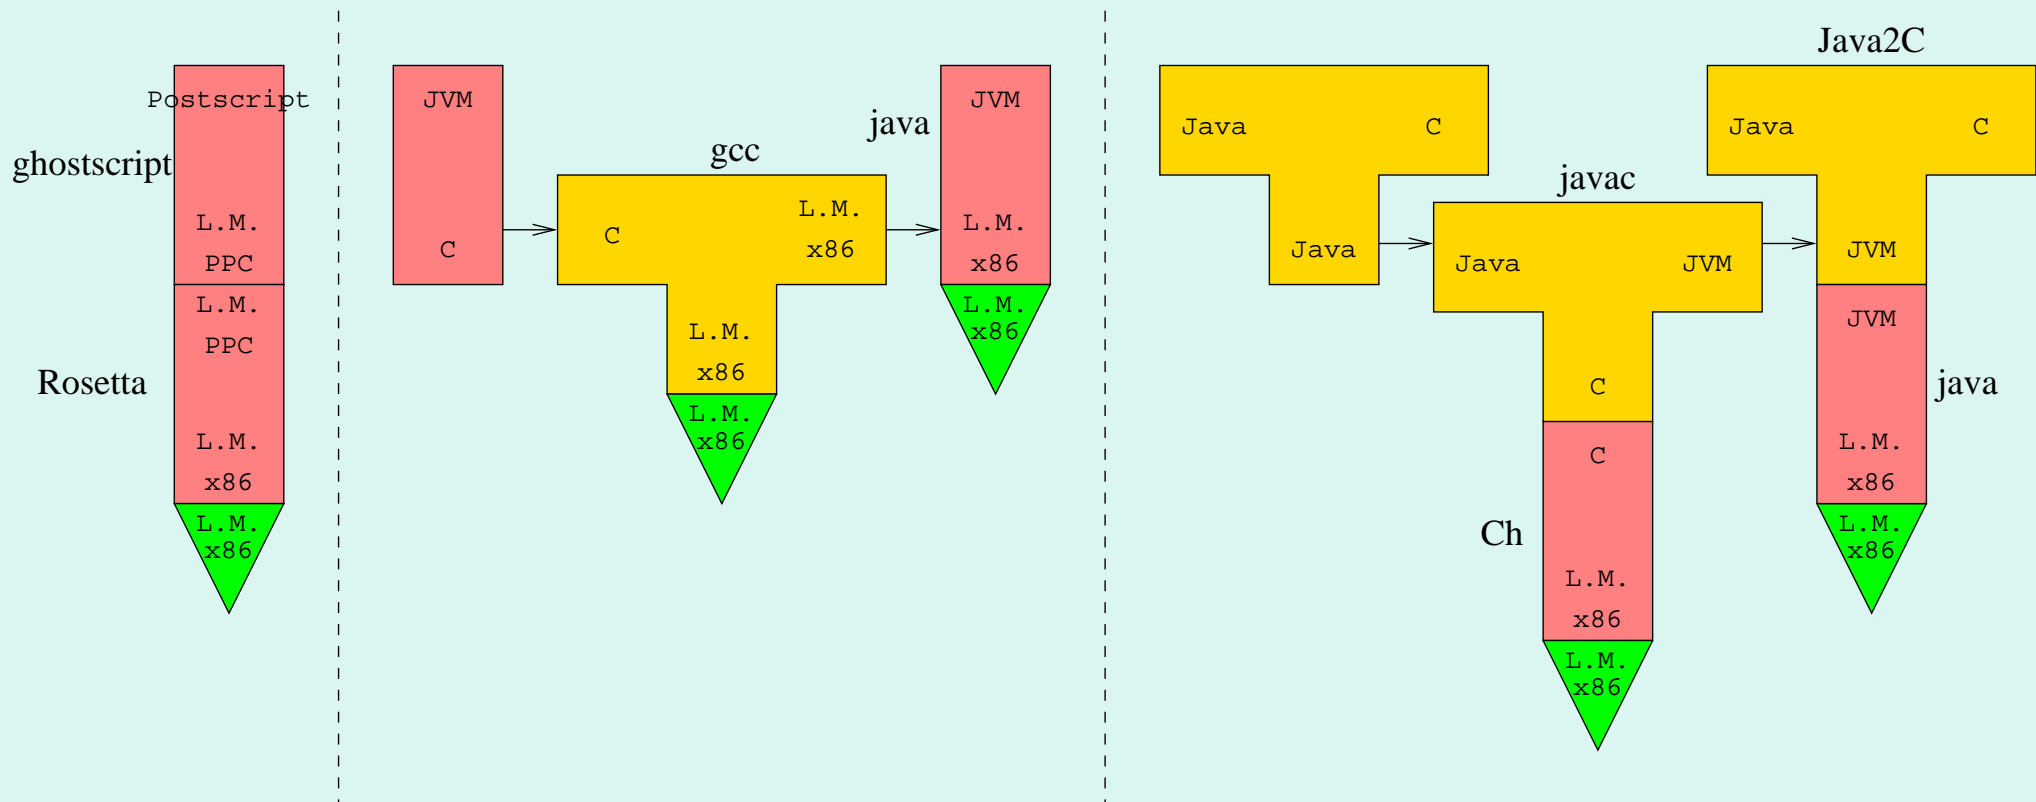 Postscript
ghostscript
L.M.
PPC
L.M.
PPC
Rosetta
L.M.
x86
L.M.
x86
JVM
C
gcc
C
L.M.
x86
L.M.
x86
L.M.
x86
JVM
java
L.M.
x86
L.M.
x86
Java
C
Java
javac
Java
JVM
C
C
Ch
L.M.
x86
L.M.
x86
Java2C
Java
C
JVM
JVM
java
L.M.
x86
L.M.
x86